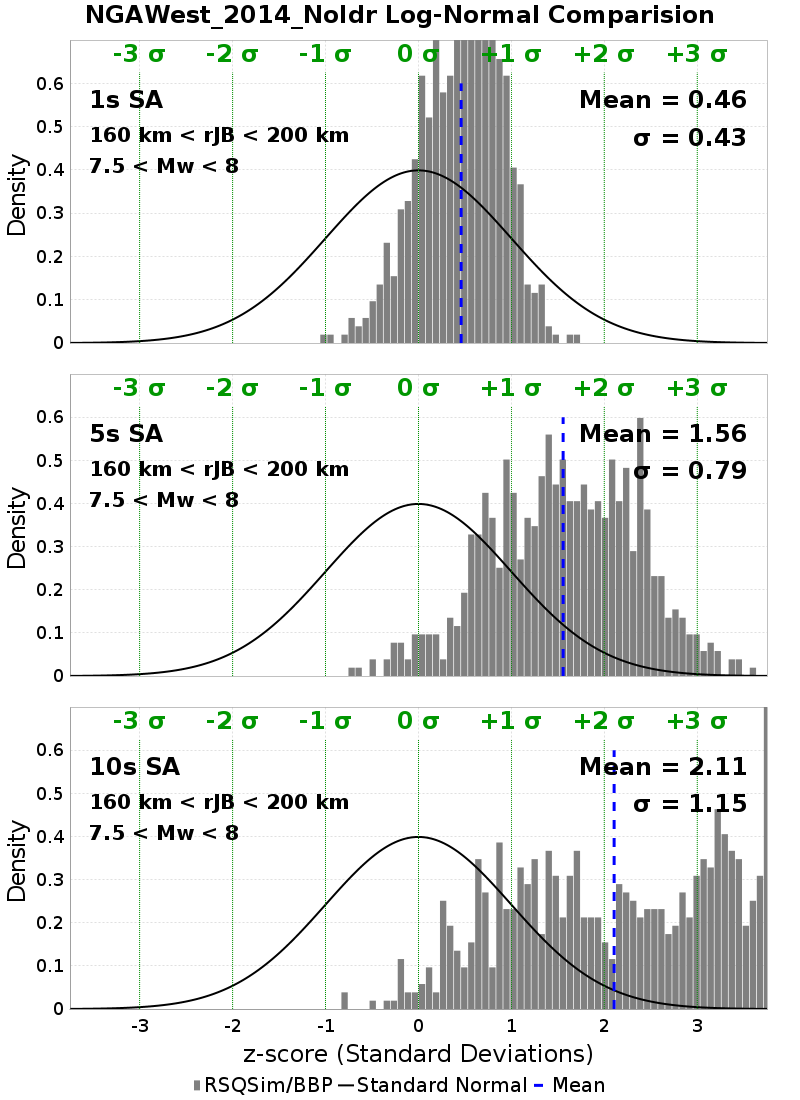 NGAWest_2014_NoIdr Log-Normal Comparision
-3 σ -2 σ -1 σ 0 σ +1 σ +2 σ +3 σ
1s SA Mean = 0.46
160 km < rJB < 200 km σ = 0.43
7.5 < Mw < 8
0.6
0.5
0.4
0.3
0.2
0.1
0
Density
-3 σ -2 σ -1 σ 0 σ +1 σ +2 σ +3 σ
5s SA Mean = 1.56
160 km < rJB < 200 km σ = 0.79
7.5 < Mw < 8
0.6
0.5
0.4
0.3
0.2
0.1
0
Density
-3 σ -2 σ -1 σ 0 σ +1 σ +2 σ +3 σ
10s SA Mean = 2.11
160 km < rJB < 200 km σ = 1.15
7.5 < Mw < 8
0.6
0.5
0.4
0.3
0.2
0.1
0
Density
-3 -2 -1 0 1 2 3
z-score (Standard Deviations)
RSQSim/BBP Standard Normal Mean